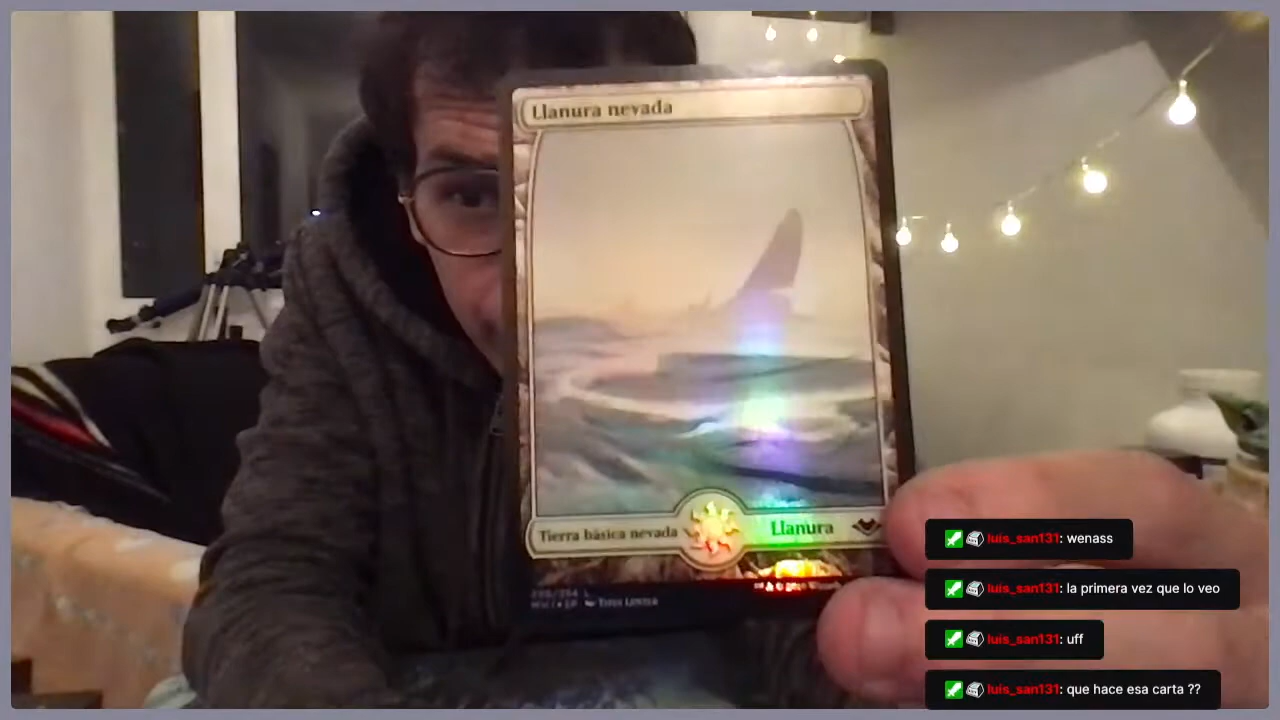 Llanura nevada
Tierra básica nevada
Llanura
luis_san131: wenass
luis_san131: la primera vez que lo veo
luis_san131: uff
luis_san131: que hace esa carta ??